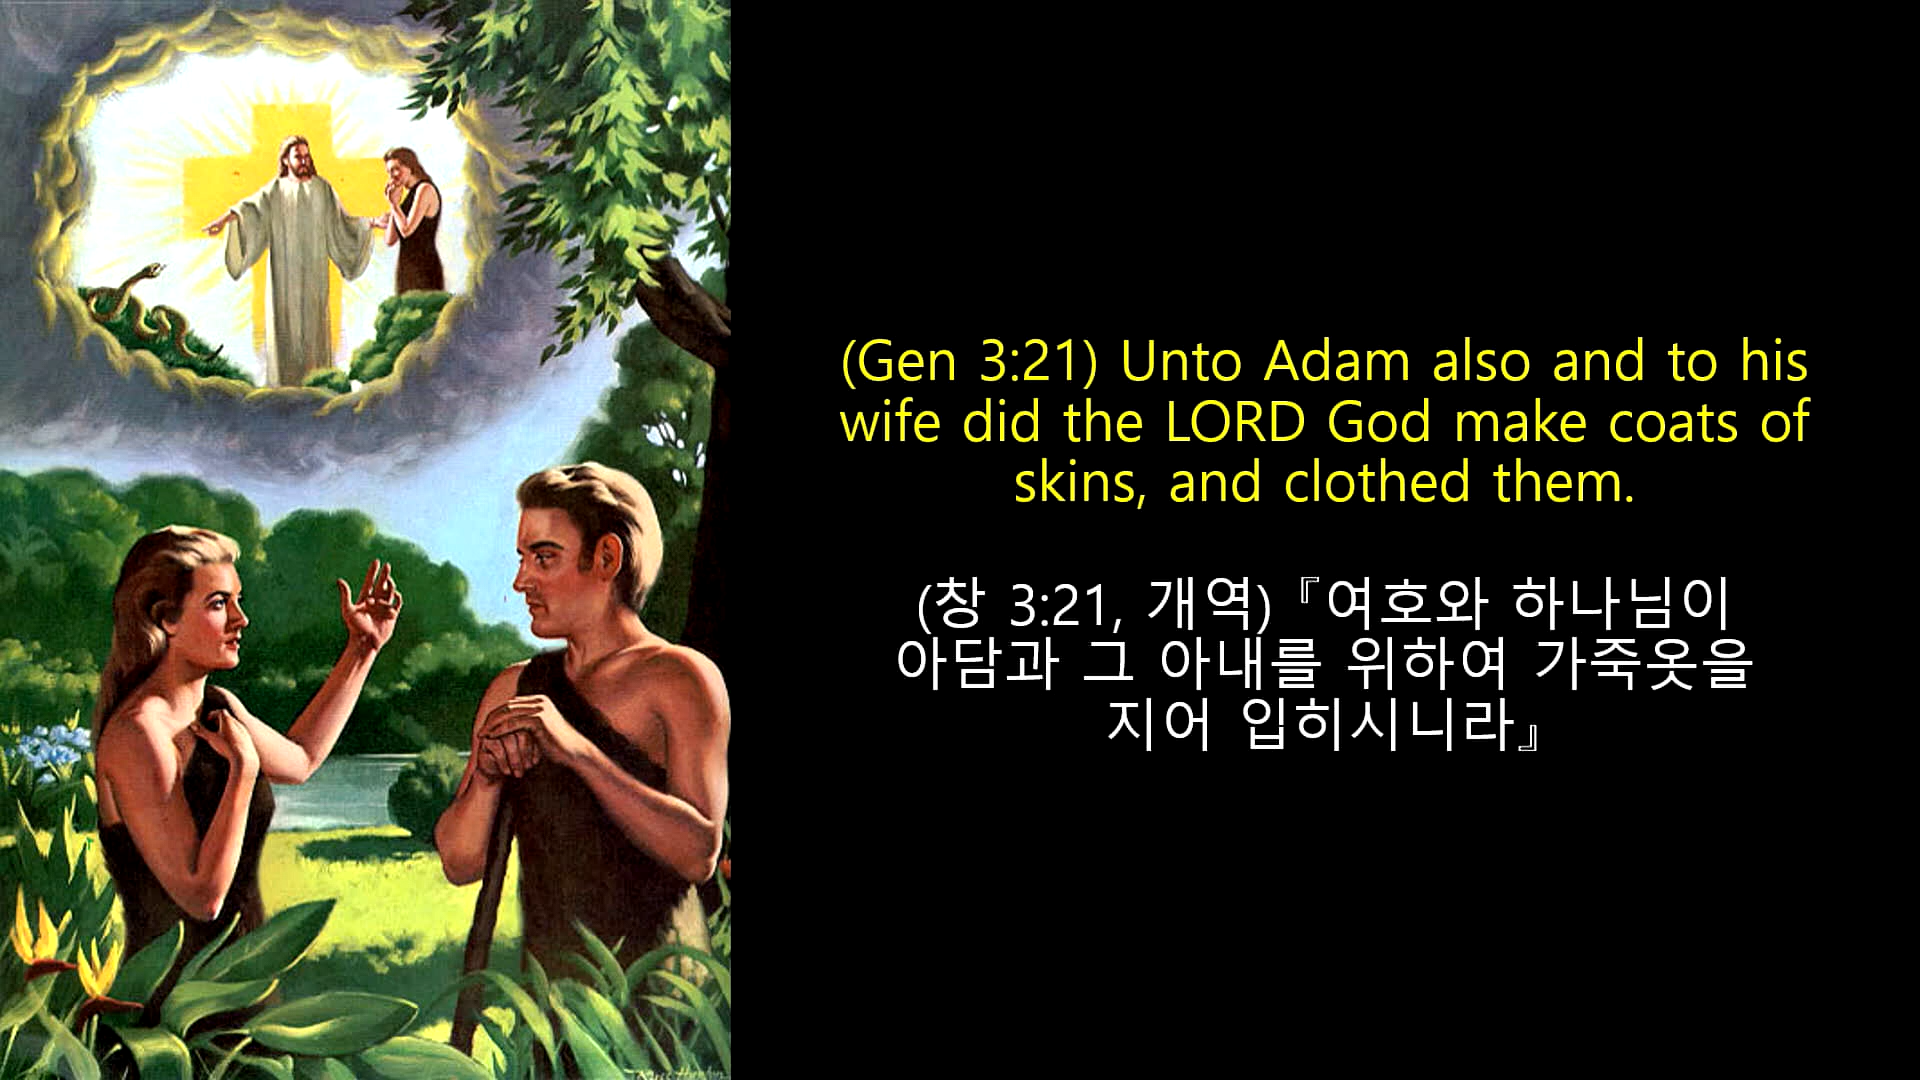 (Gen 3:21) Unto Adam also and to his
wife did the LORD God make coats of
skins, and clothed them.
(창 3:21, 개역)『여호와 하나님이
아담과 그 아내를 위하여 가죽옷을
지어 입히시니라』